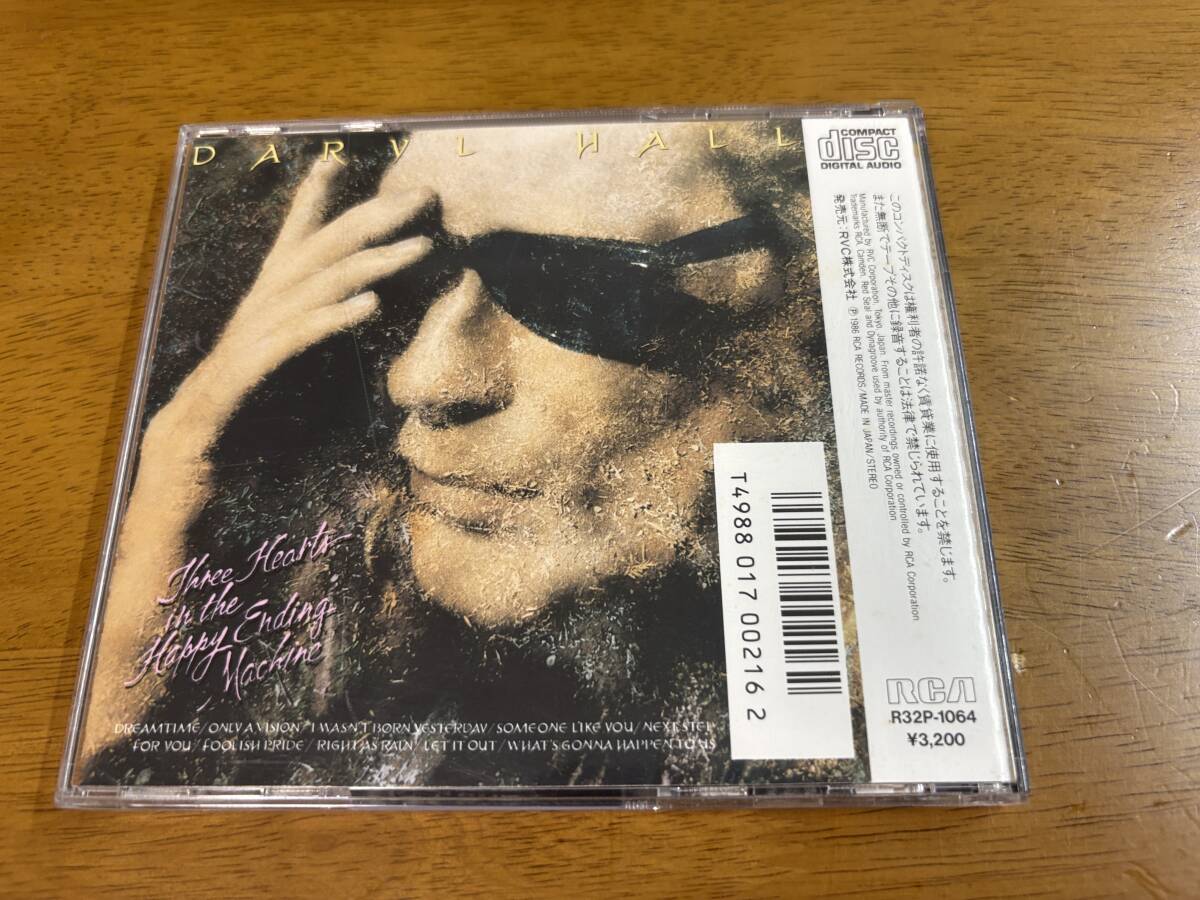 DARYL HALL
Three Hearts
in the
Happy Ending
Machine
DREAMTIME/ONLY A VISION/I WASN'T BORN YESTERDAY/SOMEONE LIKE YOU/NEXT STEP
FOR YOU/FOOLISH PRIDE/RIGHT AS RAIN/LET IT OUT/WHAT'S GONNA HAPPEN TO US
T4988 017 00216 2
COMPACT
disc
DIGITAL AUDIO
このコンパクトディスクは権利者の許諾なく賃貸業に使用することを禁じます。
また無断でテープその他に録音することは法律で禁じられています。
Manufactured by RVC Corporation, Tokyo, Japan. From master recordings owned or controlled by RCA Corporation
Trademarks RCA, Camden, Red Seal and Dynagroove used by authority of RCA Corporation
発売元:RVC株式会社 Ⓟ1986 RCA RECORDS/MADE IN JAPAN/STEREO
RCA
R32P-1064
¥3,200